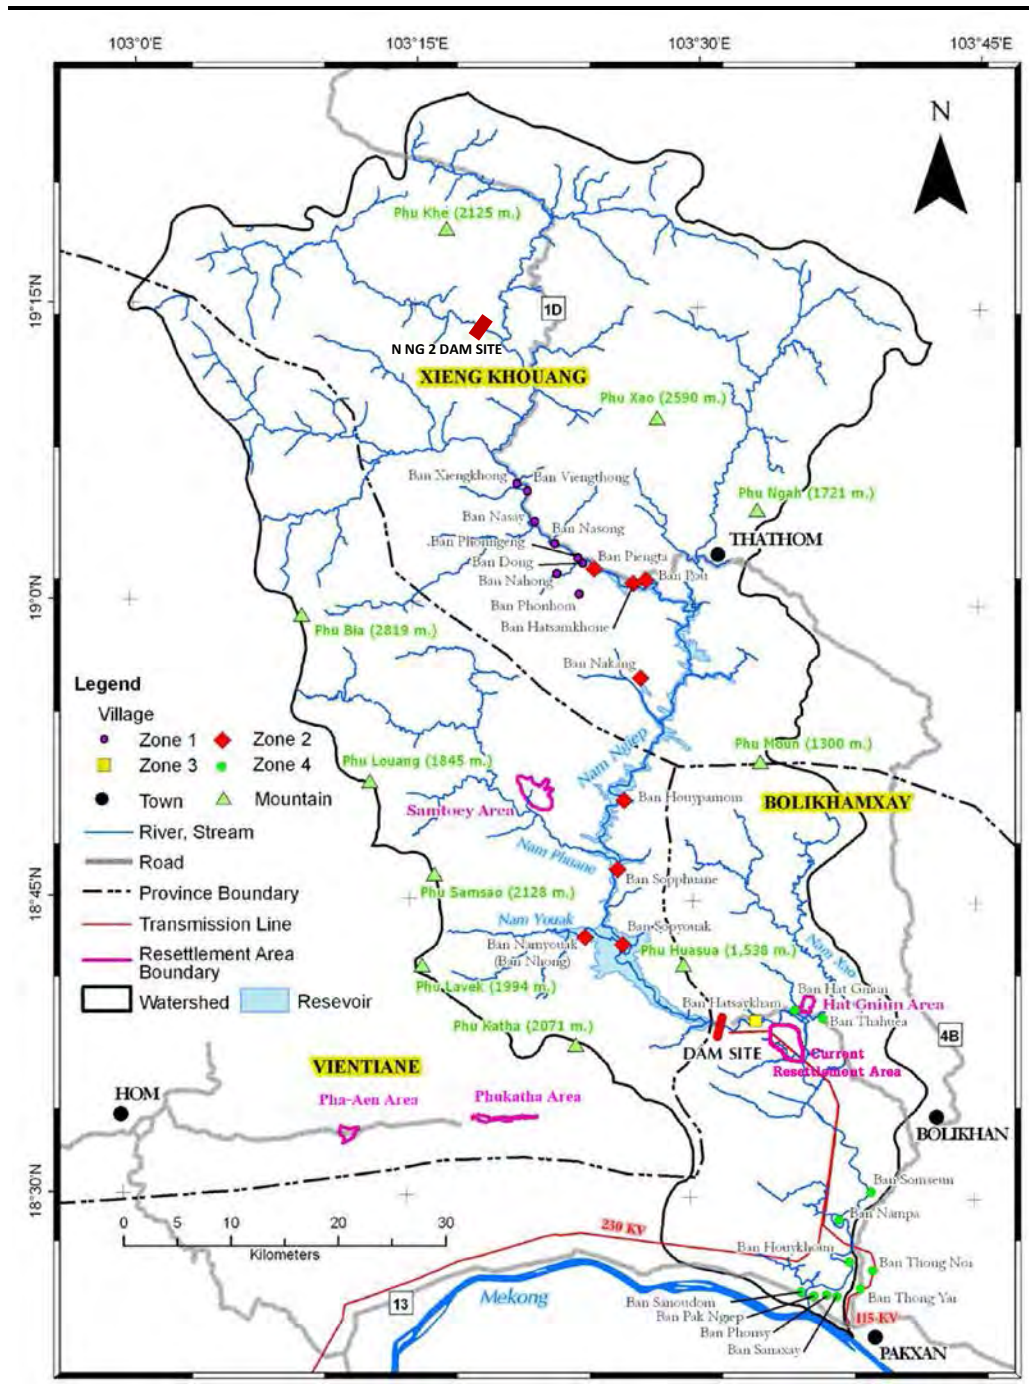 103°0'E 103°15'E 103°30'E 103°45'E
N
Phu Khe (2125 m.)
19°15'N
1D
N NG 2 DAM SITE
XIENG KHOUANG
Phu Xao (2590 m.)
Ban Xiengkhong
Ban Viengthong
Phu Ngah (1721 m.)
Ban Nasay
Ban Nasong
THATHOM
Ban Phonngeng
Ban Piengta
Ban Dong
Ban Pou
Ban Nahong
19°0'N
Ban Phonhom
Ban Hatsamkhone
Phu Bia (2819 m.)
Ban Nakang
Legend
Village
Zone 1
Zone 2
Zone 3
Zone 4
Town
Mountain
River, Stream
Road
Province Boundary
Transmission Line
Resettlement Area
Boundary
Watershed
Resevoir
Nam Ngiep
Phu Moun (1300 m.)
Phu Louang (1845 m.)
Samtoey Area
Ban Houypamom
BOLIKHAMXAY
Nam Phuane
Ban Sopphuane
18°45'N
Phu Samsao (2128 m.)
Nam Youak
Ban Sopyouak
Ban Namyouak
(Ban Nhong)
Phu Huasua (1,538 m.)
Nam Xao
Phu Lavek (1994 m.)
Ban Hat Gniun
Ban Hatsaykham
Hat Gniun Area
Ban Thahuea
Phu Katha (2071 m.)
4B
DAM SITE
Current
Resettlement Area
VIENTIANE
HOM
Pha-Aen Area
Phukatha Area
BOLIKHAN
18°30'N
Ban Somseun
Ban Nampa
0 5 10 20 30
Kilometers
230 KV
Ban Houykhoun
Ban Thong Noi
Mekong
13
Ban Thong Yai
Ban Sanoudom
Ban Pak Ngiep
115 KV
Ban Phonsy
Ban Sanaxay
PAKXAN